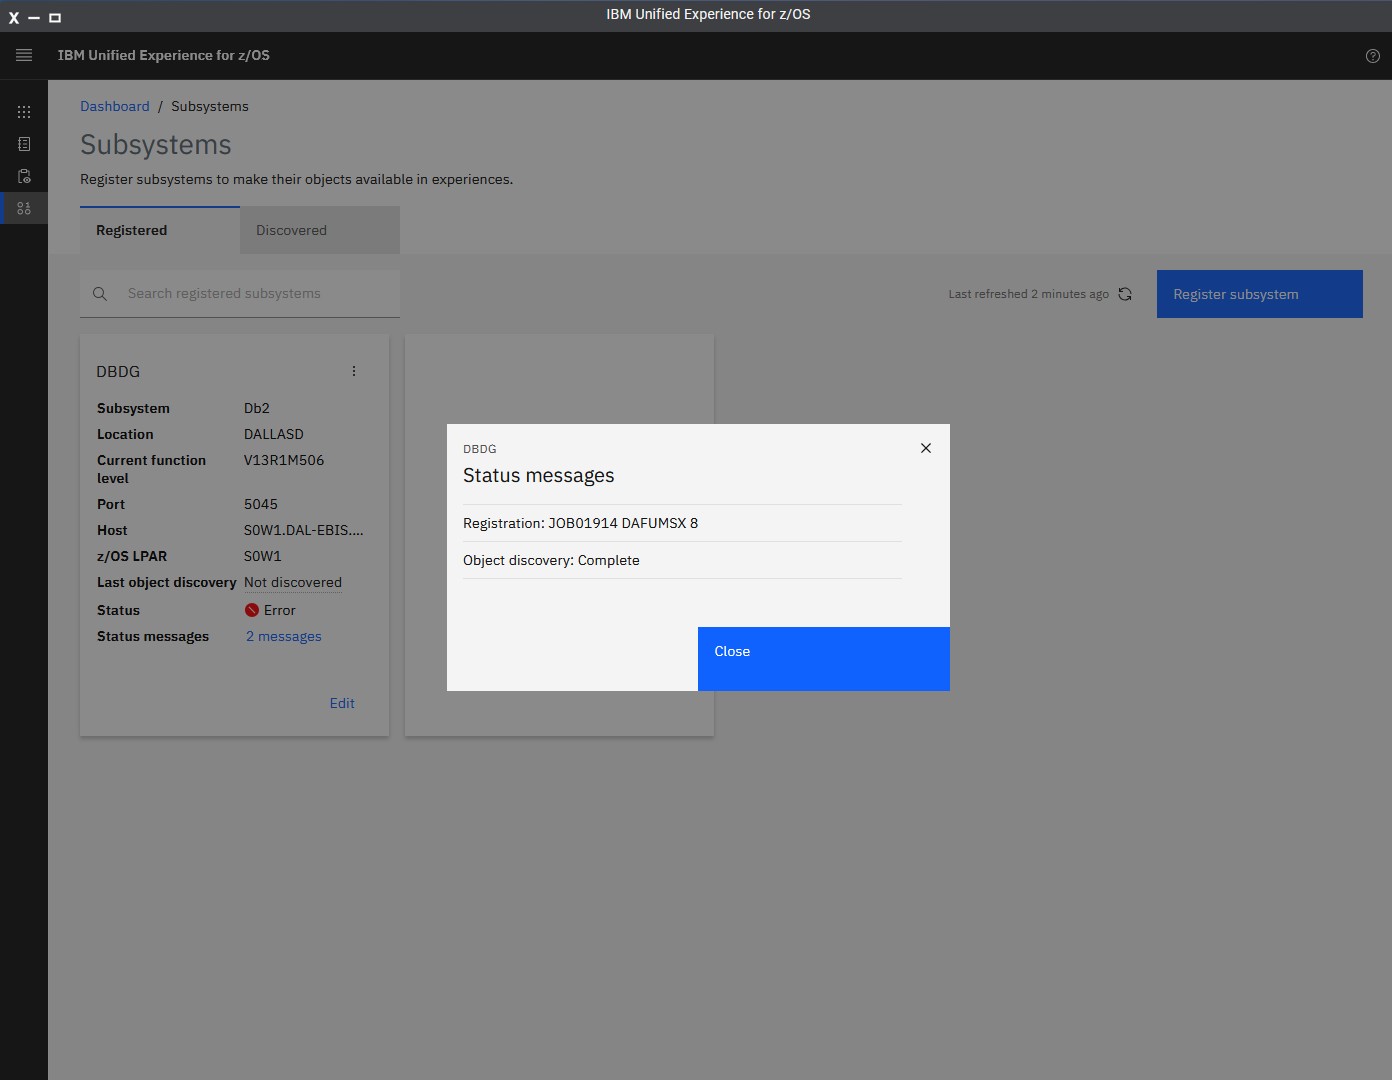 X
IBM Unified Experience for z/OS
IBM Unified Experience for z/OS
Dashboard / Subsystems
Subsystems
Register subsystems to make their objects available in experiences.
Registered
Discovered
Search registered subsystems
Last refreshed 2 minutes ago
Register subsystem
DBDG
Subsystem Db2
Location DALLASD
Current function level V13R1M506
Port 5045
Host S0W1.DAL-EBIS....
z/OS LPAR S0W1
Last object discovery Not discovered
Status Error
Status messages 2 messages
Edit
DBDG
Status messages
Registration: JOB01914 DAFUMSX 8
Object discovery: Complete
Close